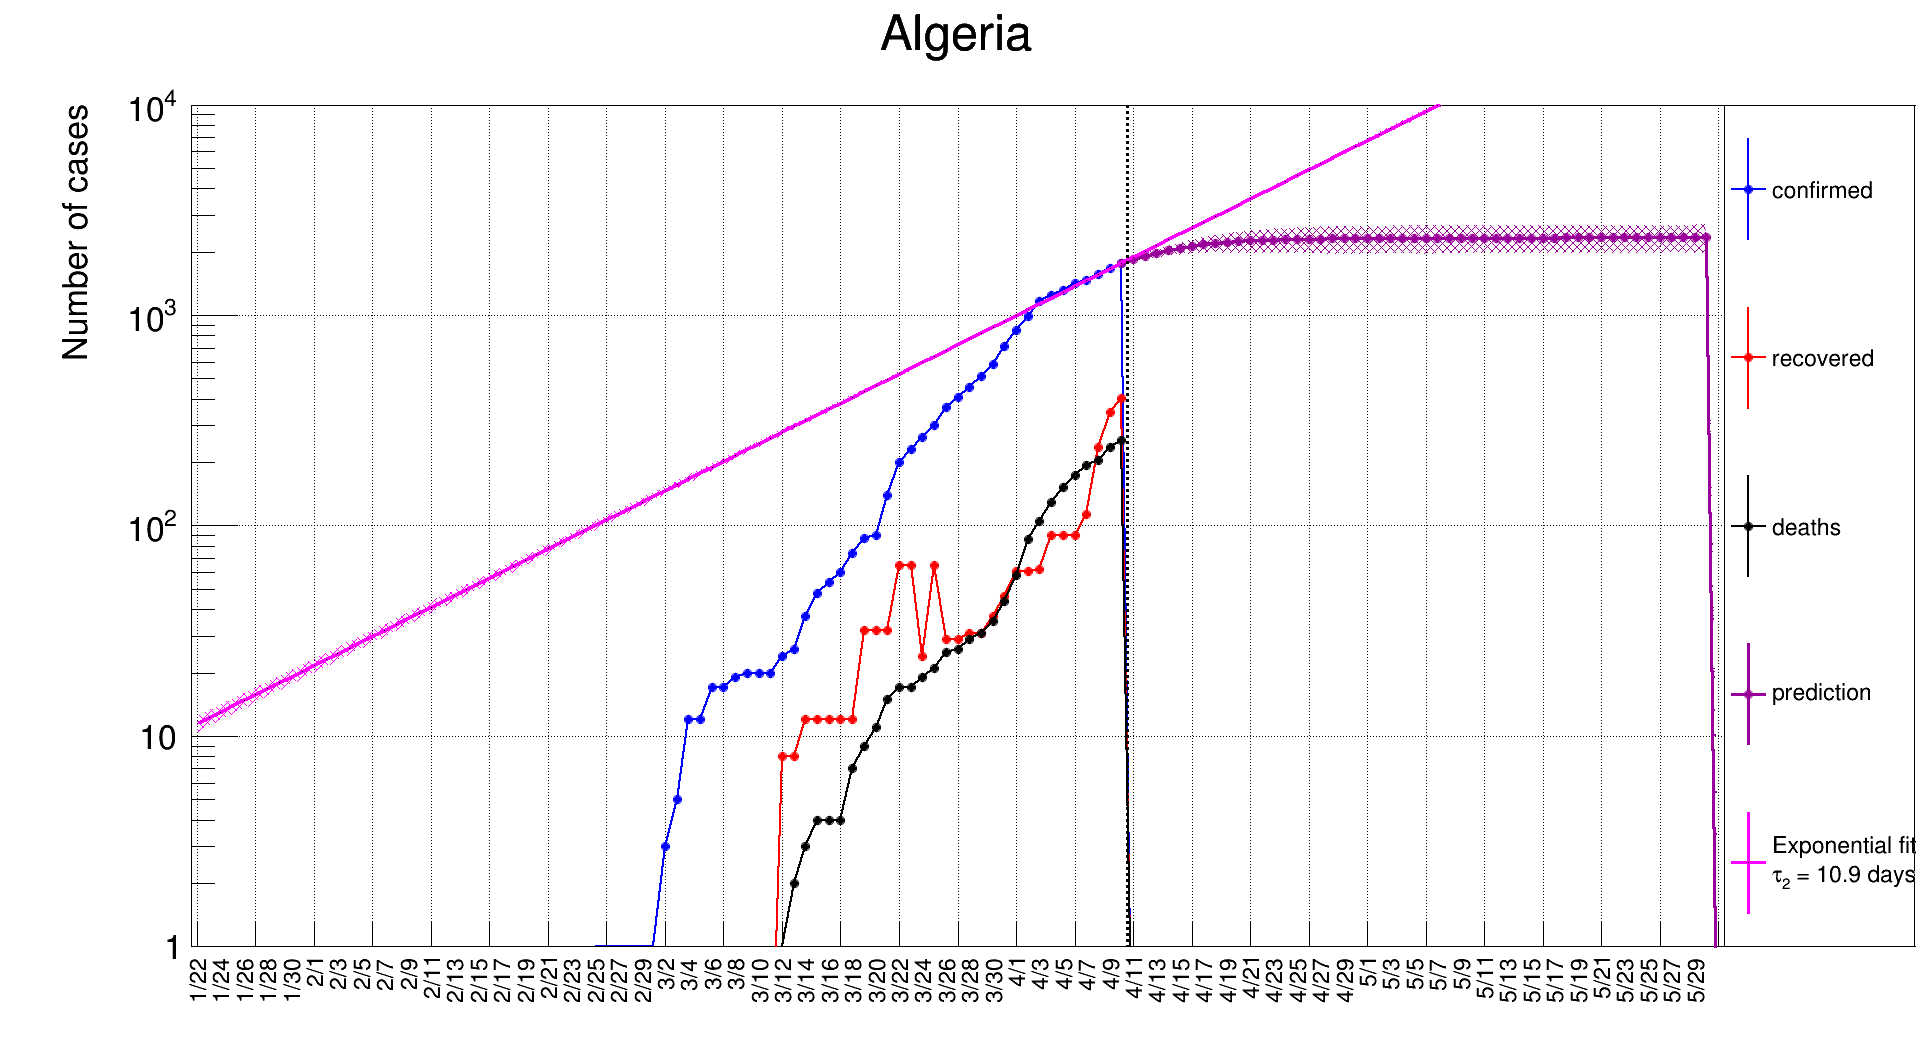 Algeria
Number of cases
10⁴
10³
10²
10
1
1/22 1/24 1/26 1/28 1/30 2/1 2/3 2/5 2/7 2/9 2/11 2/13 2/15 2/17 2/19 2/21 2/23 2/25 2/27 2/29 3/2 3/4 3/6 3/8 3/10 3/12 3/14 3/16 3/18 3/20 3/22 3/24 3/26 3/28 3/30 4/1 4/3 4/5 4/7 4/9 4/11 4/13 4/15 4/17 4/19 4/21 4/23 4/25 4/27 4/29 5/1 5/3 5/5 5/7 5/9 5/11 5/13 5/15 5/17 5/19 5/21 5/23 5/25 5/27 5/29
confirmed
recovered
deaths
prediction
Exponential fit
τ₂ = 10.9 days